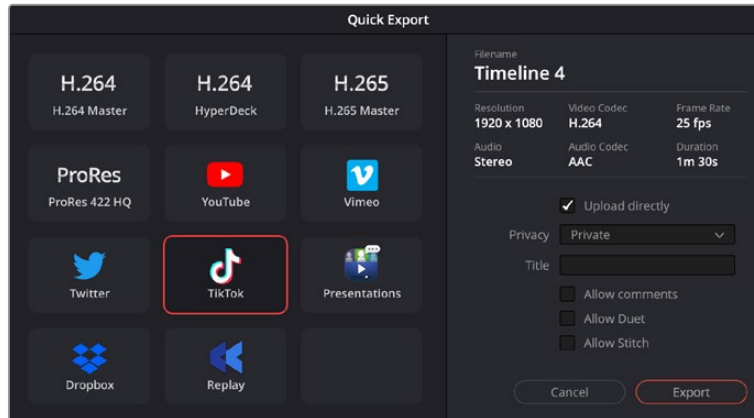 Quick Export
H.264
H.264 Master
H.264
HyperDeck
H.265
H.265 Master
ProRes
ProRes 422 HQ
YouTube
Vimeo
Twitter
TikTok
Presentations
Dropbox
Replay
Filename
Timeline 4
Resolution Video Codec Frame Rate
1920 x 1080 H.264 25 fps
Audio Audio Codec Duration
Stereo AAC 1m 30s
Upload directly
Privacy Private
Title
Allow comments
Allow Duet
Allow Stitch
Cancel Export